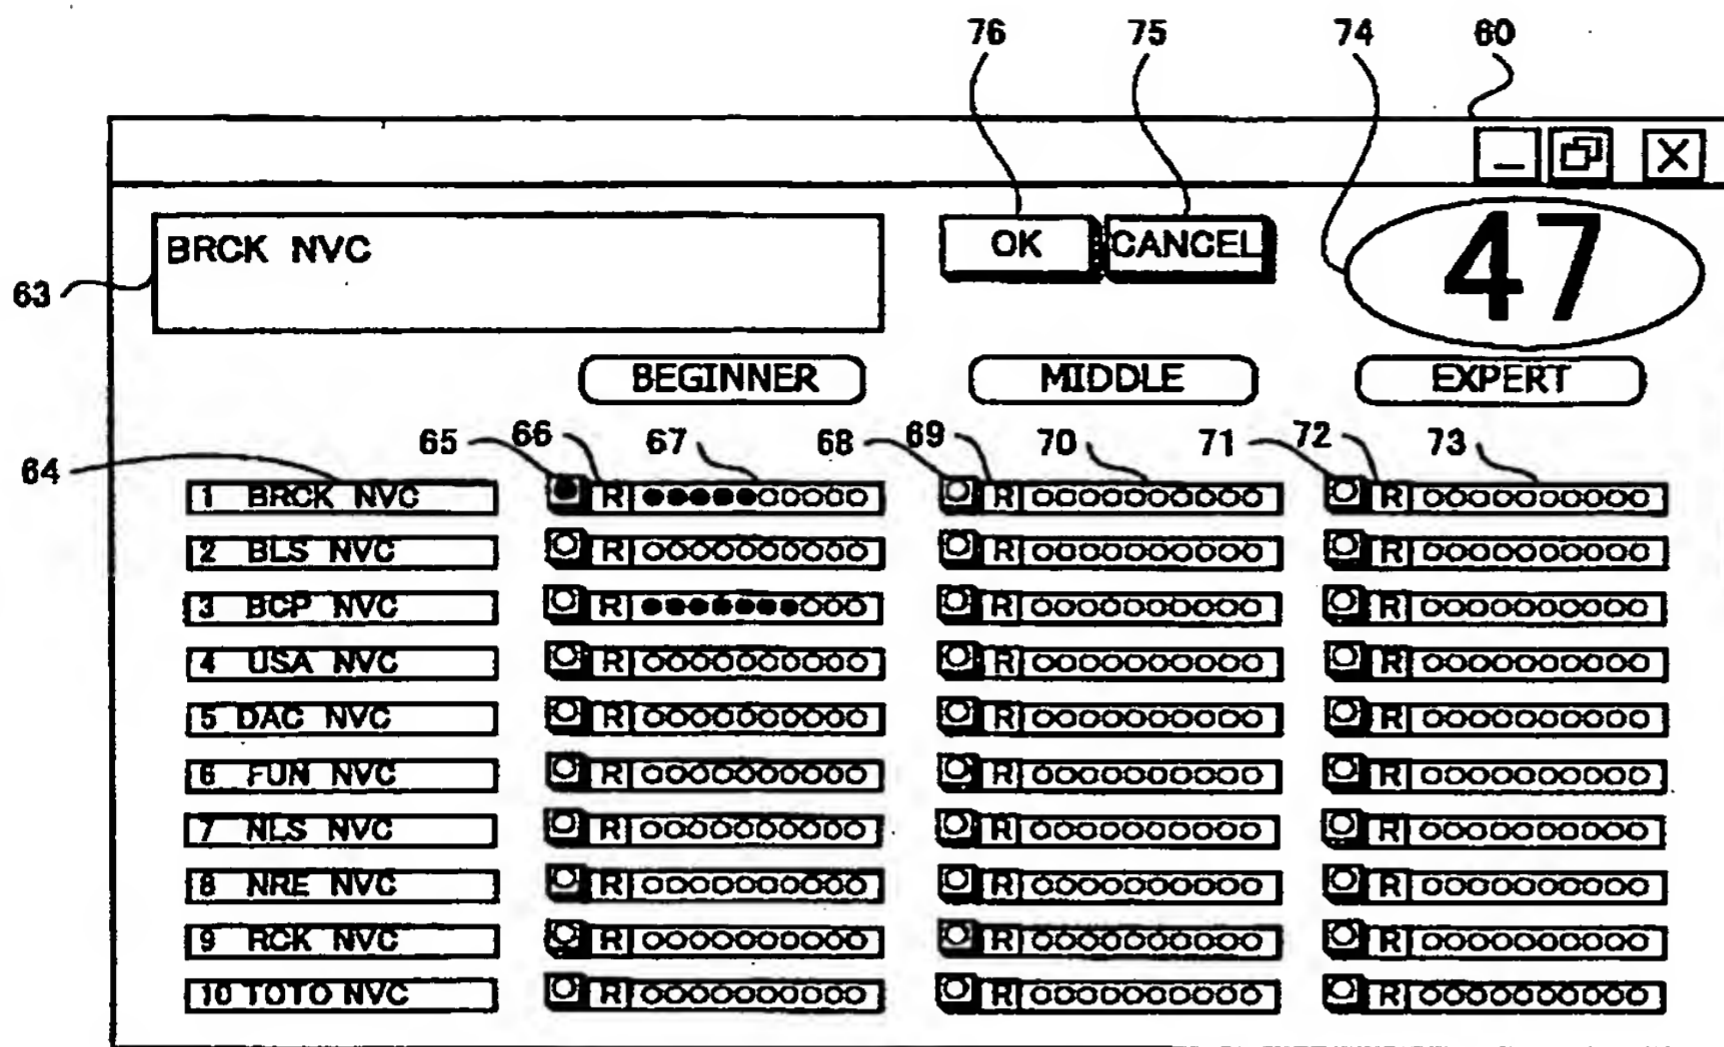 76 75 74 60
BRCK NVC OK CANCEL 47
63
BEGINNER MIDDLE EXPERT
65 66 67 68 69 70 71 72 73
64
1 BRCK NVC R R R
2 BLS NVC R R R
3 BCP NVC R R R
4 USA NVC R R R
5 DAC NVC R R R
6 FUN NVC R R R
7 NLS NVC R R R
8 NRE NVC R R R
9 RCK NVC R R R
10 TOTO NVC R R R